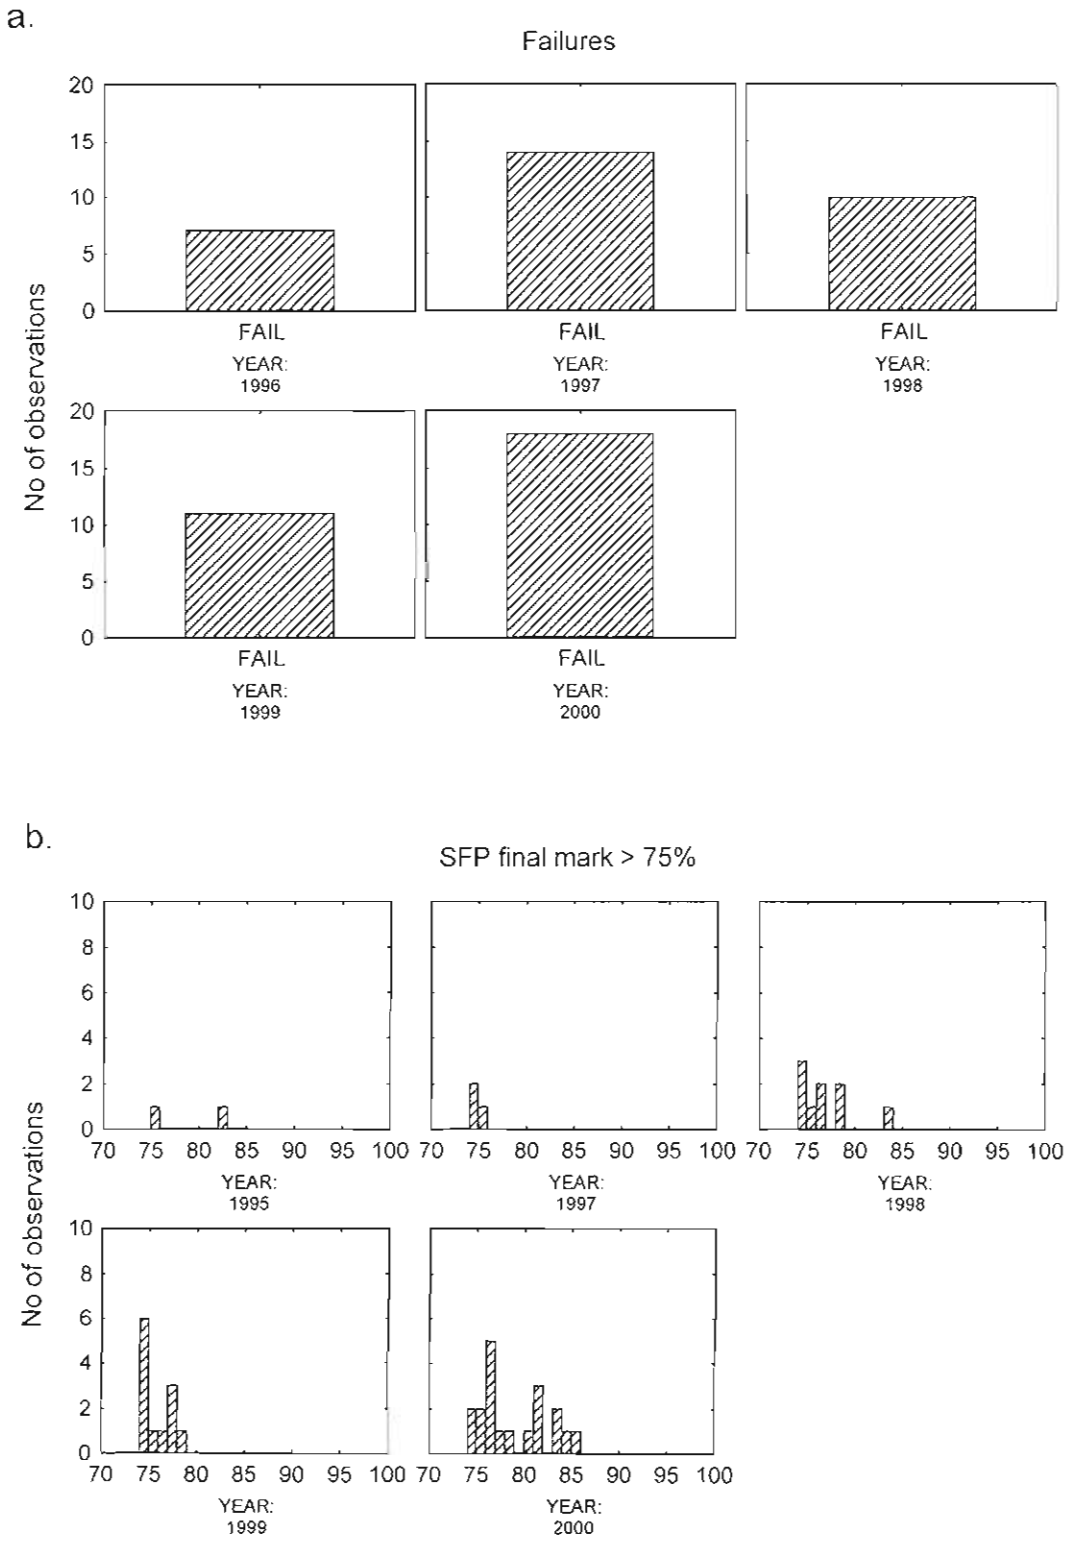 a.
Failures
20
15
10
5
0
FAIL FAIL FAIL
YEAR: YEAR: YEAR:
1996 1997 1998
No of observations
20
15
10
5
0
FAIL FAIL
YEAR: YEAR:
1999 2000
b.
SFP final mark > 75%
10
8
6
4
2
0
70 75 80 85 90 95 100 70 75 80 85 90 95 100 70 75 80 85 90 95 100
YEAR: YEAR: YEAR:
1995 1997 1998
No of observations
10
8
6
4
2
0
70 75 80 85 90 95 100 70 75 80 85 90 95 100
YEAR: YEAR:
1999 2000